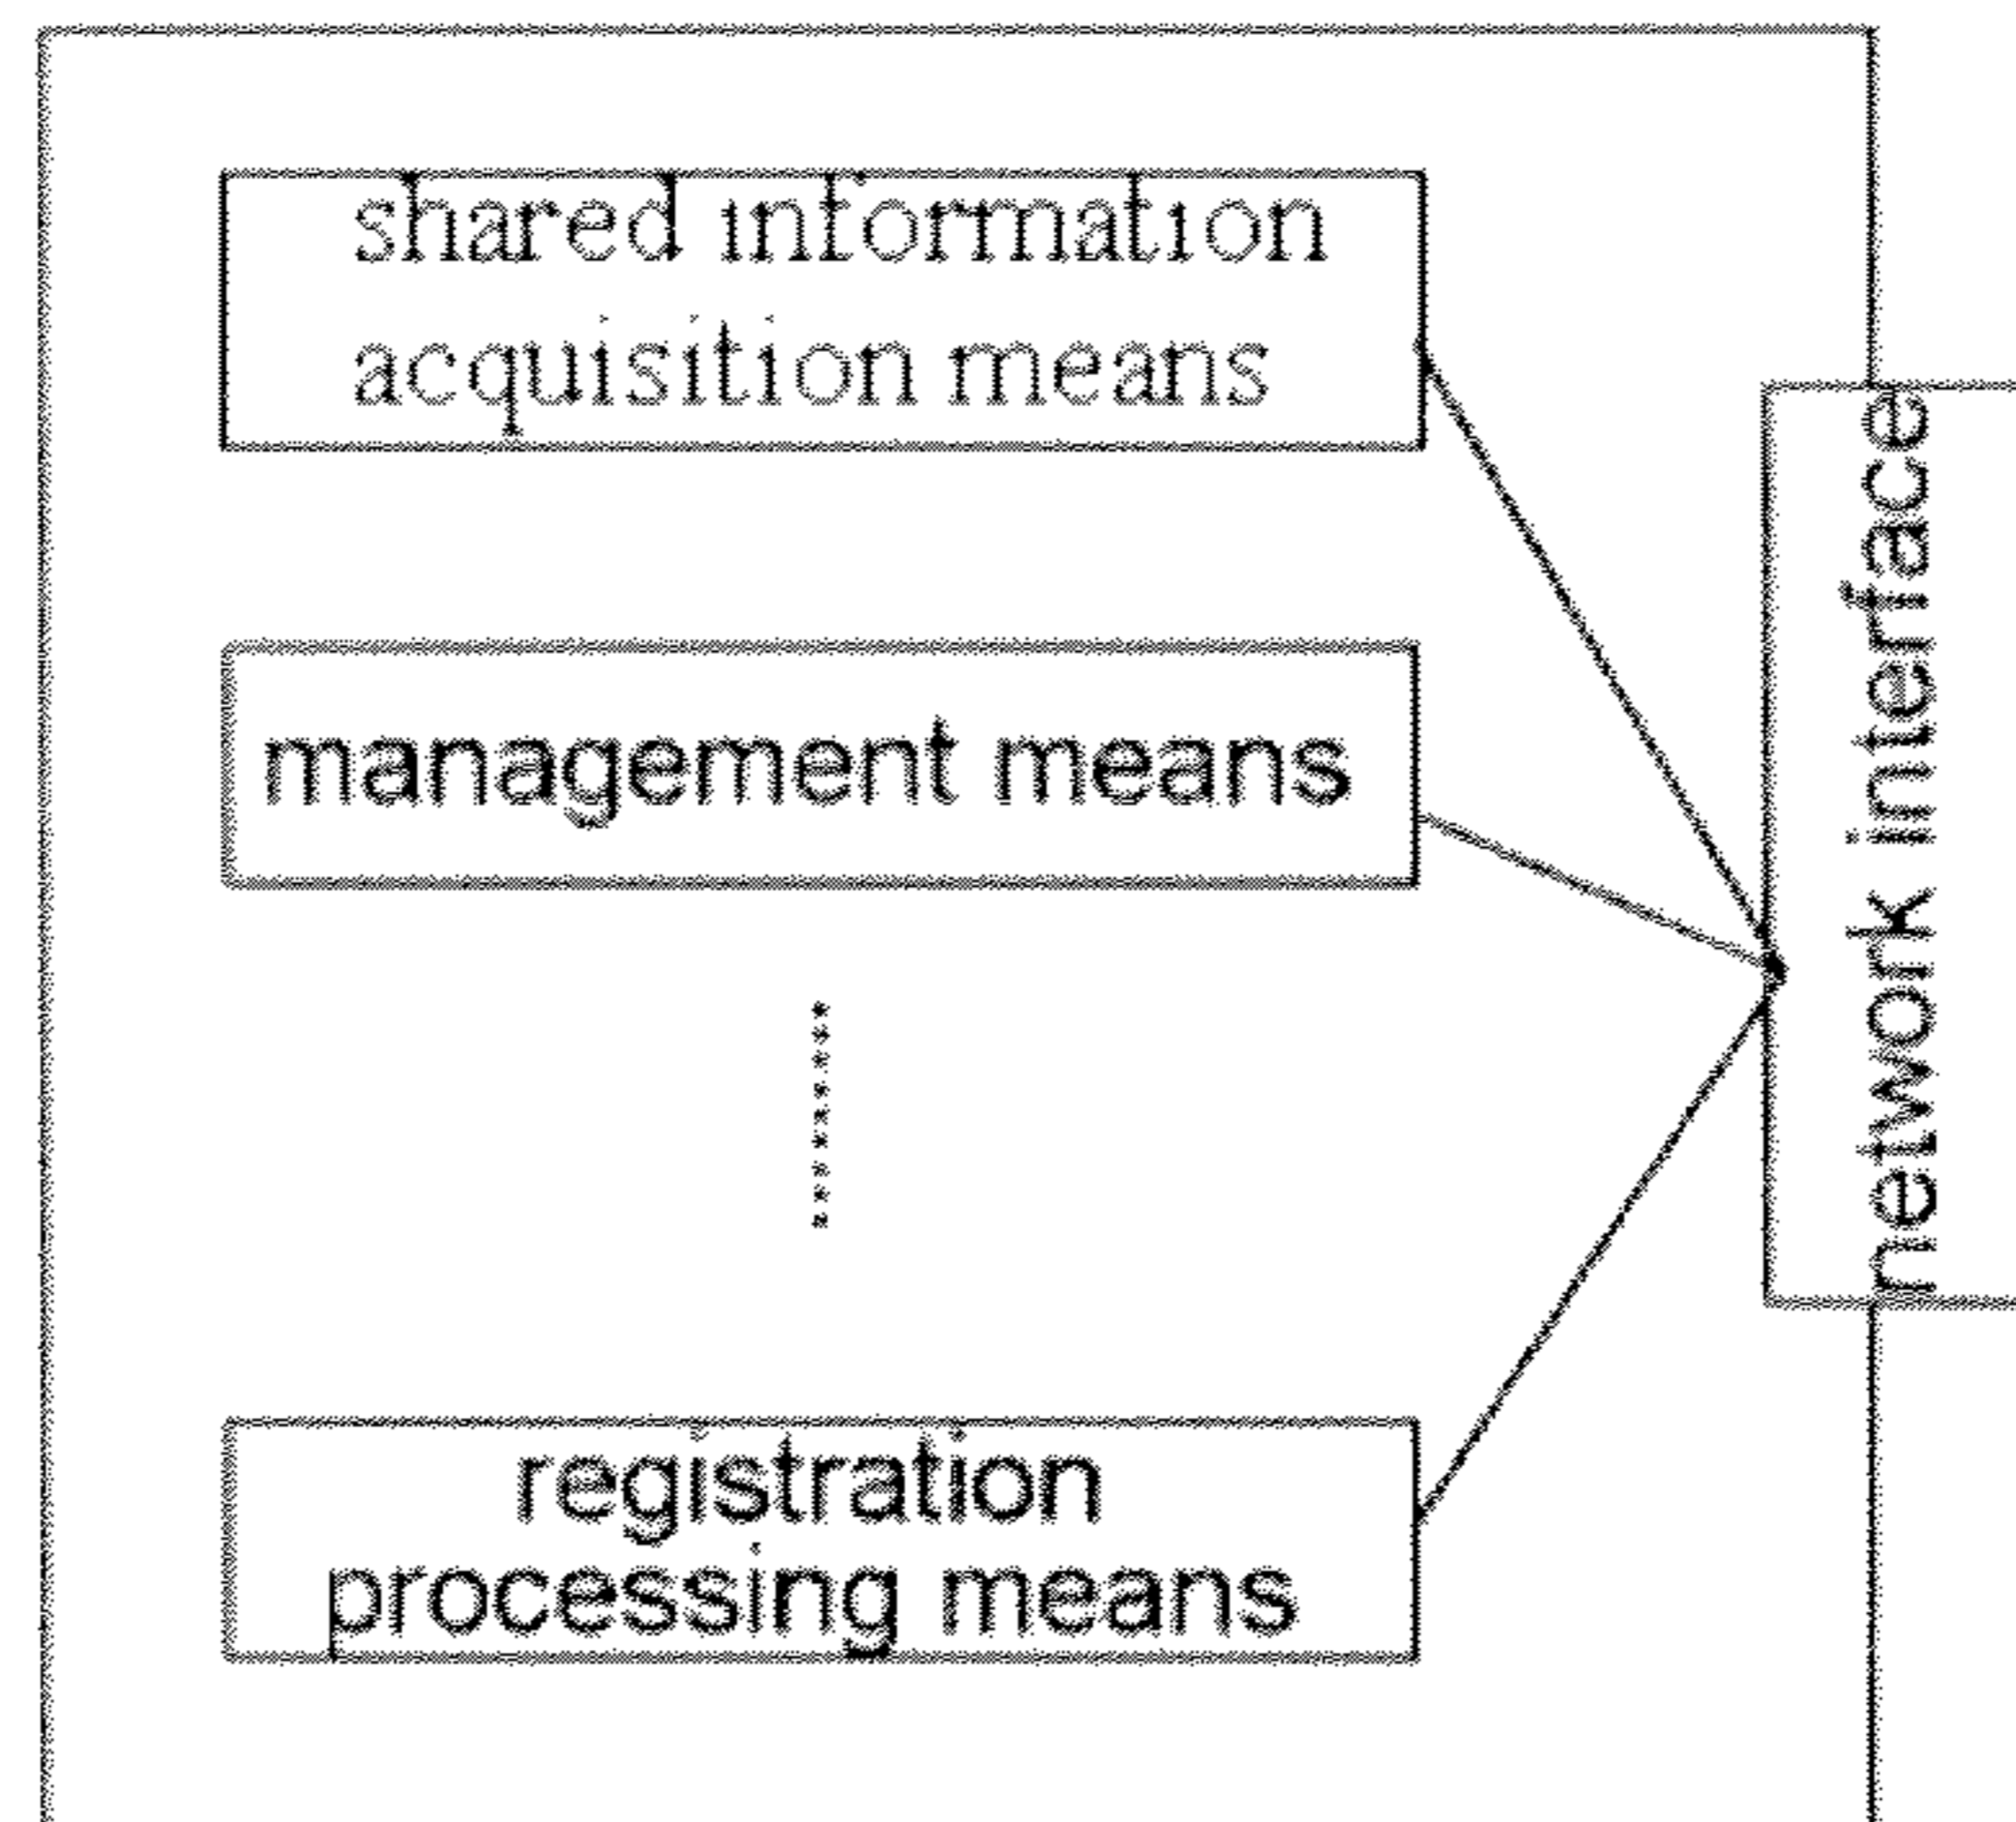 shared information
acquisition means
management means
registration
processing means
network interface